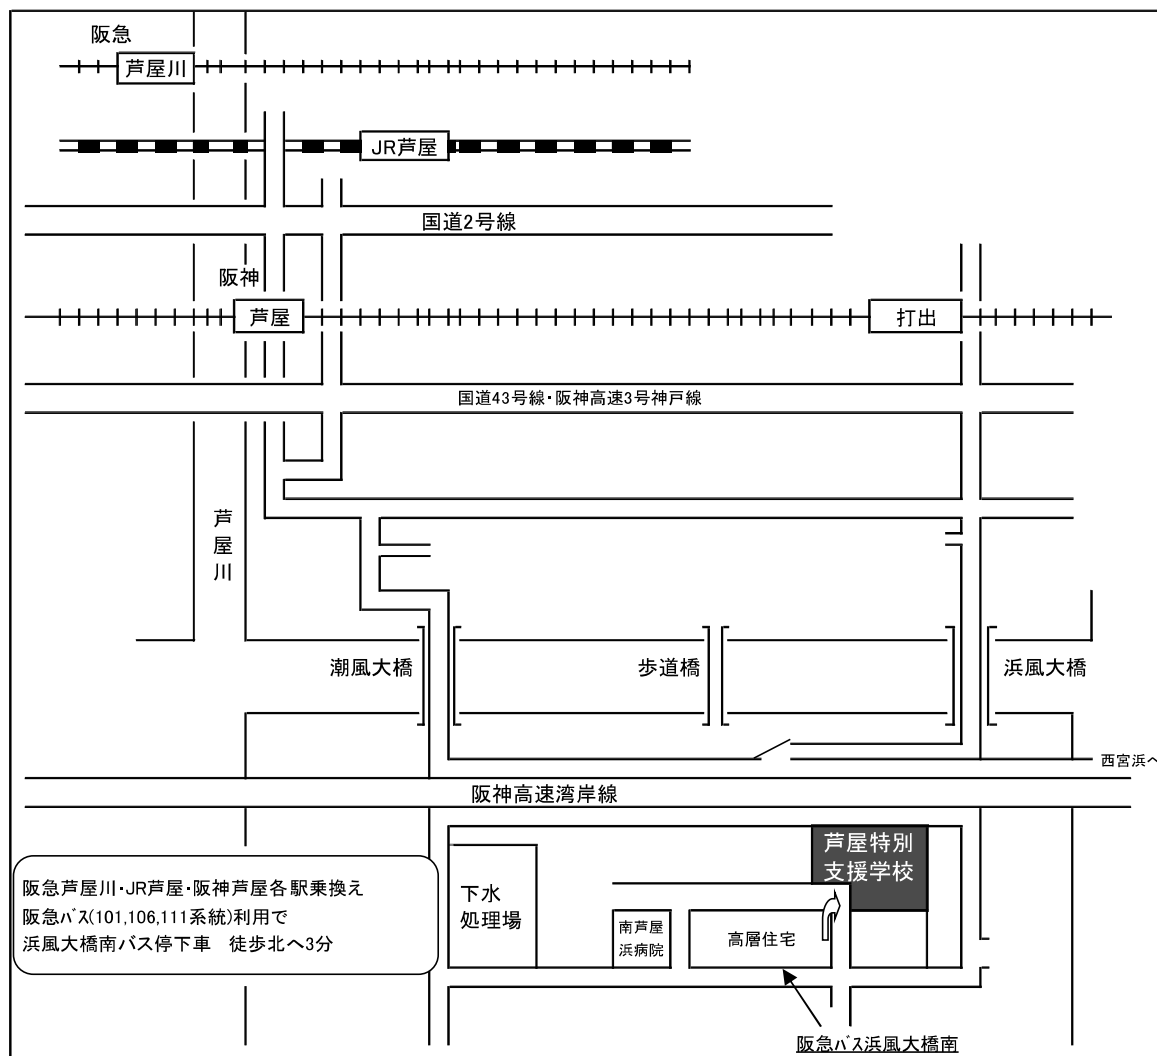 阪急
芦屋川
JR芦屋
国道2号線
阪神
芦屋
打出
国道43号線・阪神高速3号神戸線
芦屋川
潮風大橋
歩道橋
浜風大橋
西宮浜へ
阪神高速湾岸線
芦屋特別
支援学校
阪急芦屋川・JR芦屋・阪神芦屋各駅乗換え
阪急バス(101,106,111系統)利用で
浜風大橋南バス停下車 徒歩北へ3分
下水
処理場
南芦屋
浜病院
高層住宅
阪急バス浜風大橋南